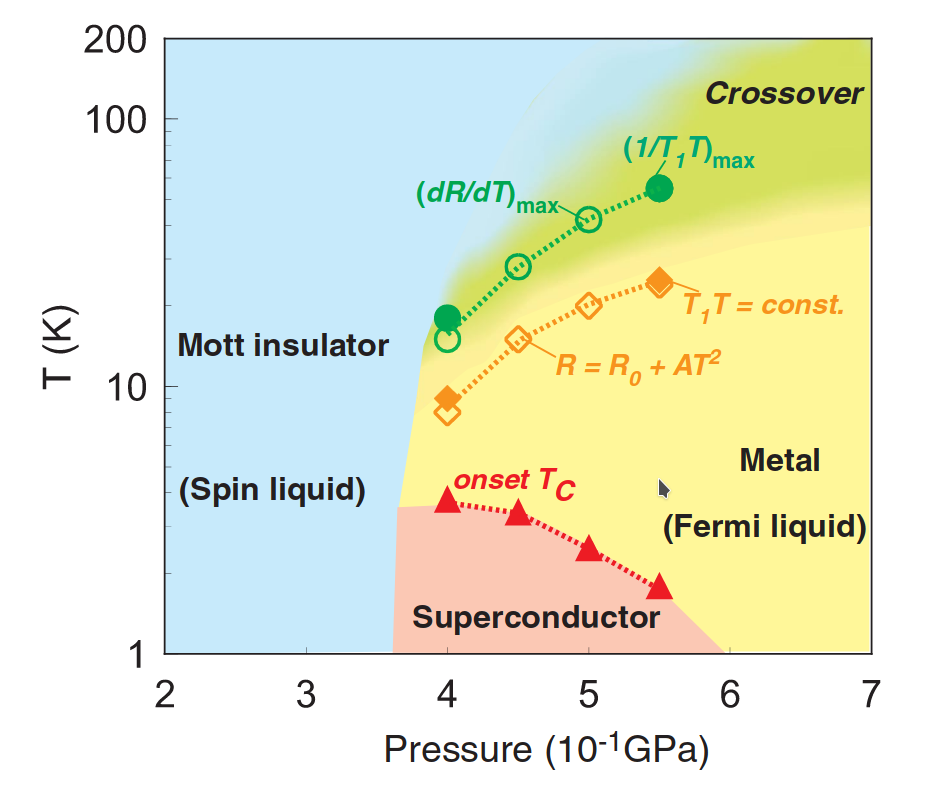 200
100
10
1
T (K)
Crossover
(1/T₁T)max
(dR/dT)max
T₁T = const.
Mott insulator
R = R₀ + AT²
Metal
onset TC
(Spin liquid)
(Fermi liquid)
Superconductor
2 3 4 5 6 7
Pressure (10⁻¹GPa)